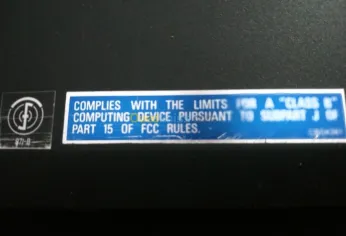 COMPLIES WITH THE LIMITS FOR A "CLASS B"
COMPUTING DEVICE PURSUANT TO SUBPART J OF
PART 15 OF FCC RULES.